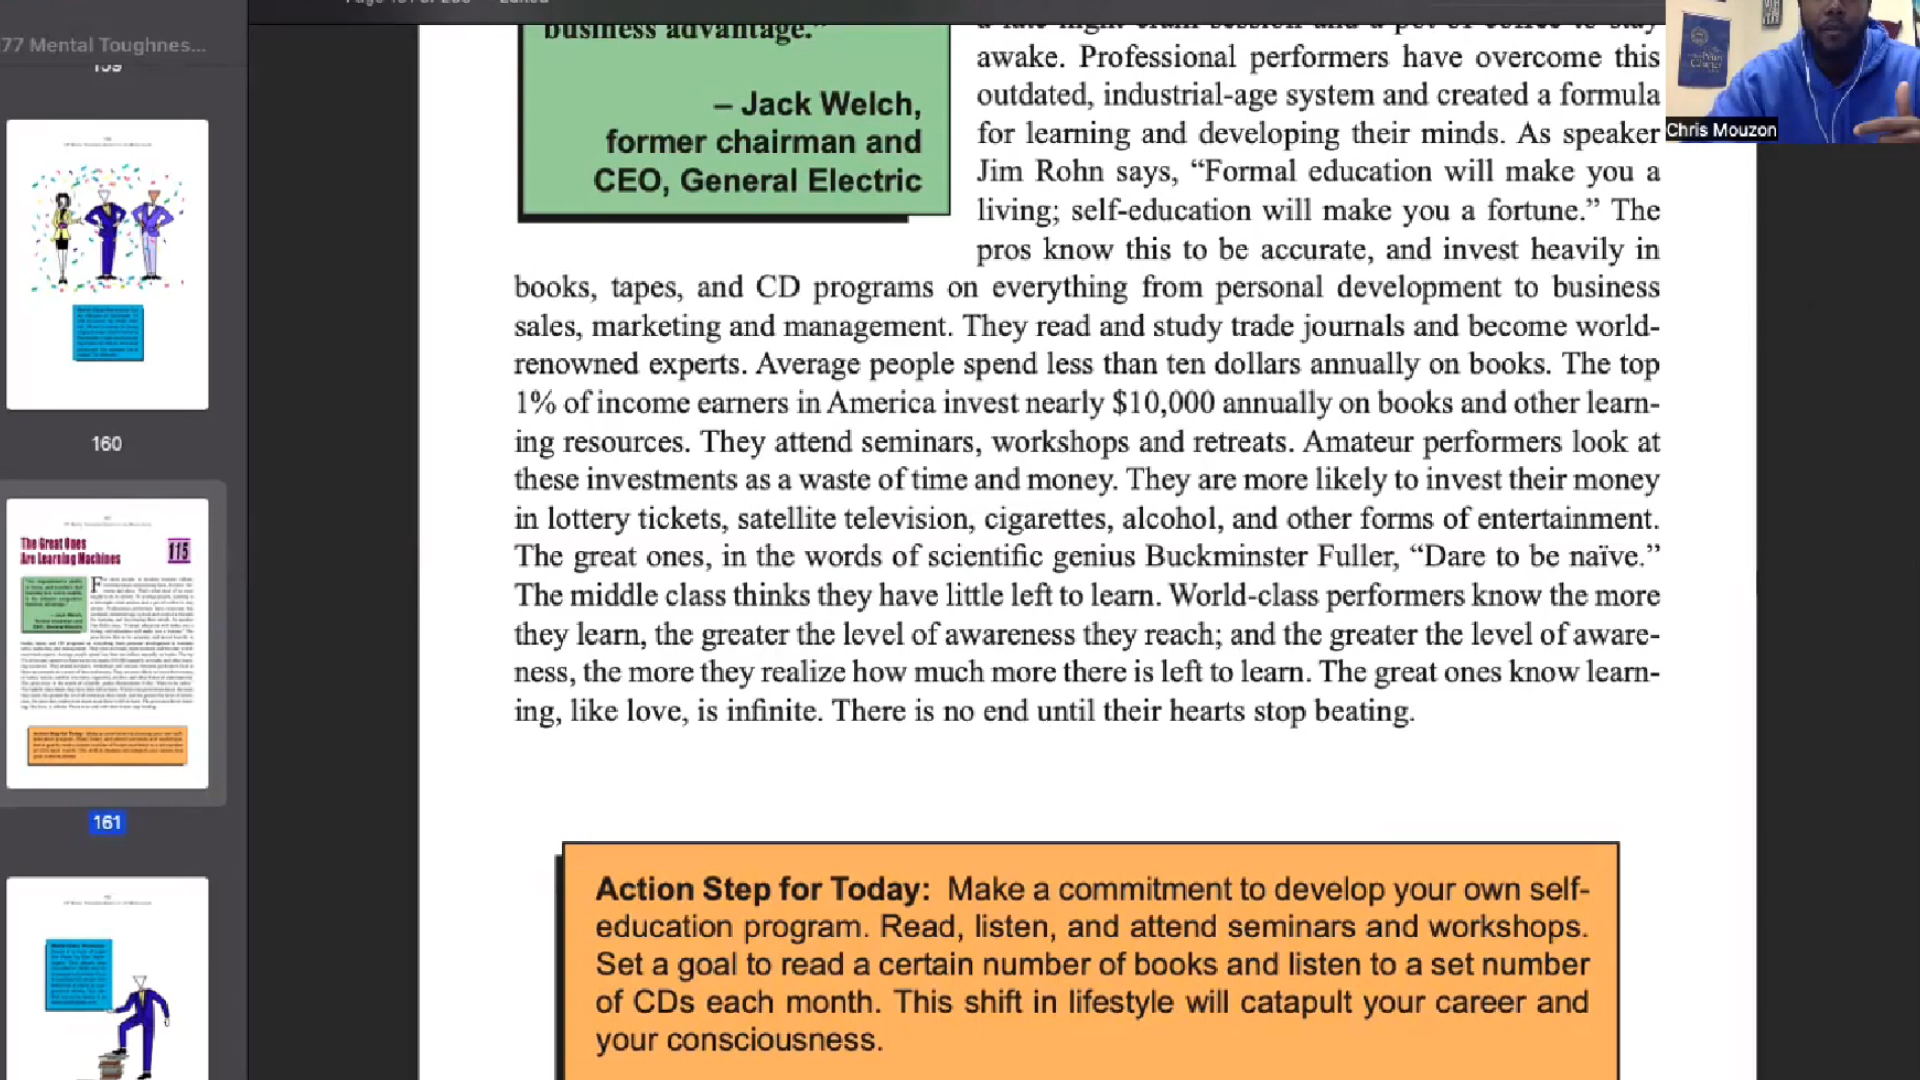 77 Mental Toughnes...
159
160
The Great Ones
Are Learning Machines
115
161
business advantage."
– Jack Welch,
former chairman and
CEO, General Electric
a late night cram session and a pot of coffee to stay
awake. Professional performers have overcome this
outdated, industrial-age system and created a formula
for learning and developing their minds. As speaker
Jim Rohn says, “Formal education will make you a
living; self-education will make you a fortune.” The
pros know this to be accurate, and invest heavily in
books, tapes, and CD programs on everything from personal development to business
sales, marketing and management. They read and study trade journals and become world-
renowned experts. Average people spend less than ten dollars annually on books. The top
1% of income earners in America invest nearly $10,000 annually on books and other learn-
ing resources. They attend seminars, workshops and retreats. Amateur performers look at
these investments as a waste of time and money. They are more likely to invest their money
in lottery tickets, satellite television, cigarettes, alcohol, and other forms of entertainment.
The great ones, in the words of scientific genius Buckminster Fuller, “Dare to be naïve.”
The middle class thinks they have little left to learn. World-class performers know the more
they learn, the greater the level of awareness they reach; and the greater the level of aware-
ness, the more they realize how much more there is left to learn. The great ones know learn-
ing, like love, is infinite. There is no end until their hearts stop beating.
Action Step for Today: Make a commitment to develop your own self-
education program. Read, listen, and attend seminars and workshops.
Set a goal to read a certain number of books and listen to a set number
of CDs each month. This shift in lifestyle will catapult your career and
your consciousness.
Chris Mouzon